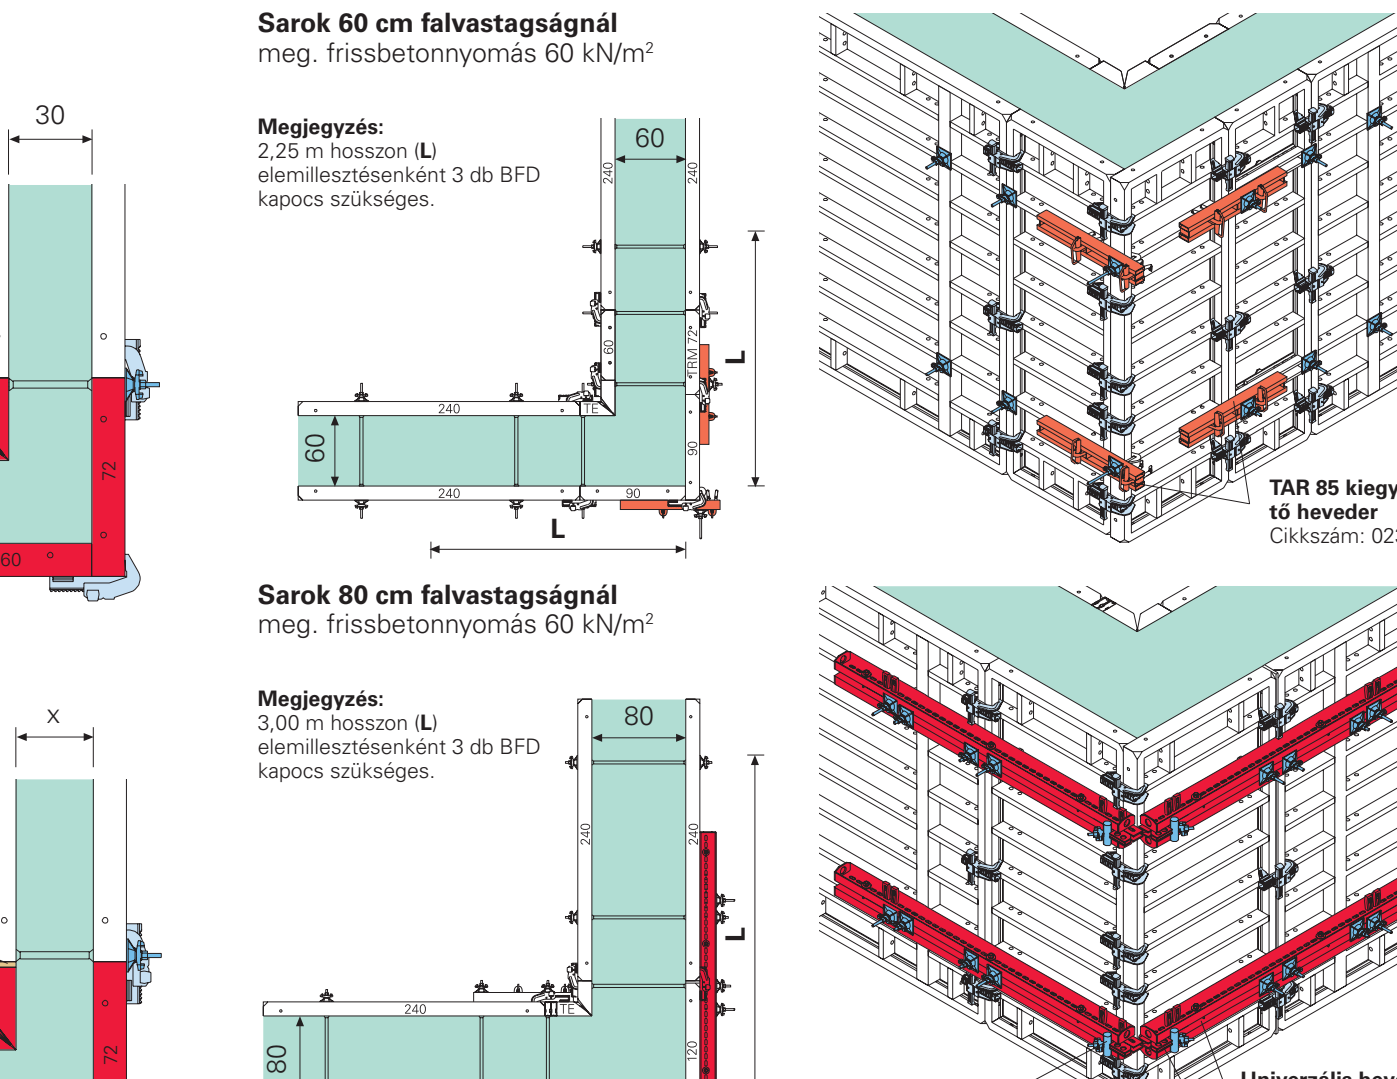 30
72
60
x
72
Sarok 60 cm falvastagságnál
meg. frissbetonnyomás 60 kN/m²
Megjegyzés:
2,25 m hosszon (L)
elemillesztésenként 3 db BFD
kapocs szükséges.
60
240
240
60
TRM 72
L
240
TE
60
90
240
90
L
TAR 85 kiegy
tő heveder
Cikkszám: 023
Sarok 80 cm falvastagságnál
meg. frissbetonnyomás 60 kN/m²
Megjegyzés:
3,00 m hosszon (L)
elemillesztésenként 3 db BFD
kapocs szükséges.
80
240
240
L
240
TE
80
120